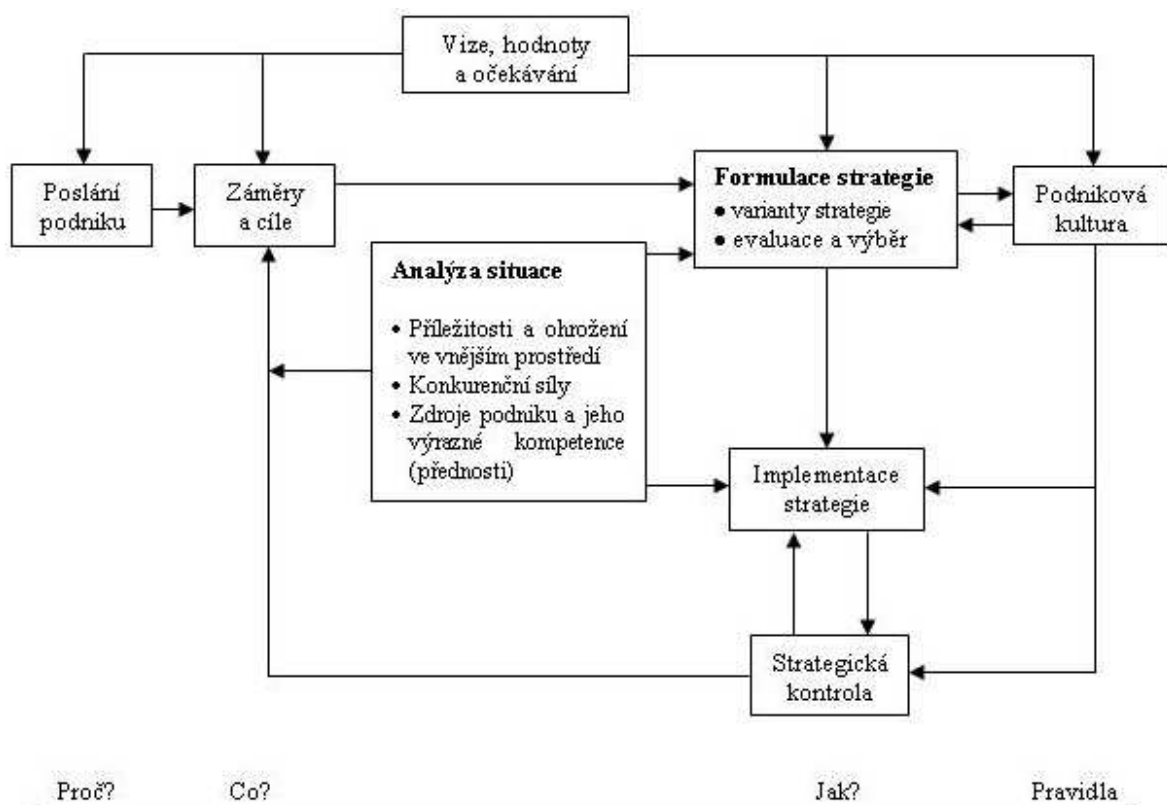 Vize, hodnoty
a očekávání
Poslání
podniku
Záměry
a cíle
Formulace strategie
● varianty strategie
● evaluace a výběr
Podniková
kultura
Analýza situace
• Příležitosti a ohrožení
ve vnějším prostředí
• Konkurenční síly
• Zdroje podniku a jeho
výrazné kompetence
(přednosti)
Implementace
strategie
Strategická
kontrola
Proč? Co? Jak? Pravidla